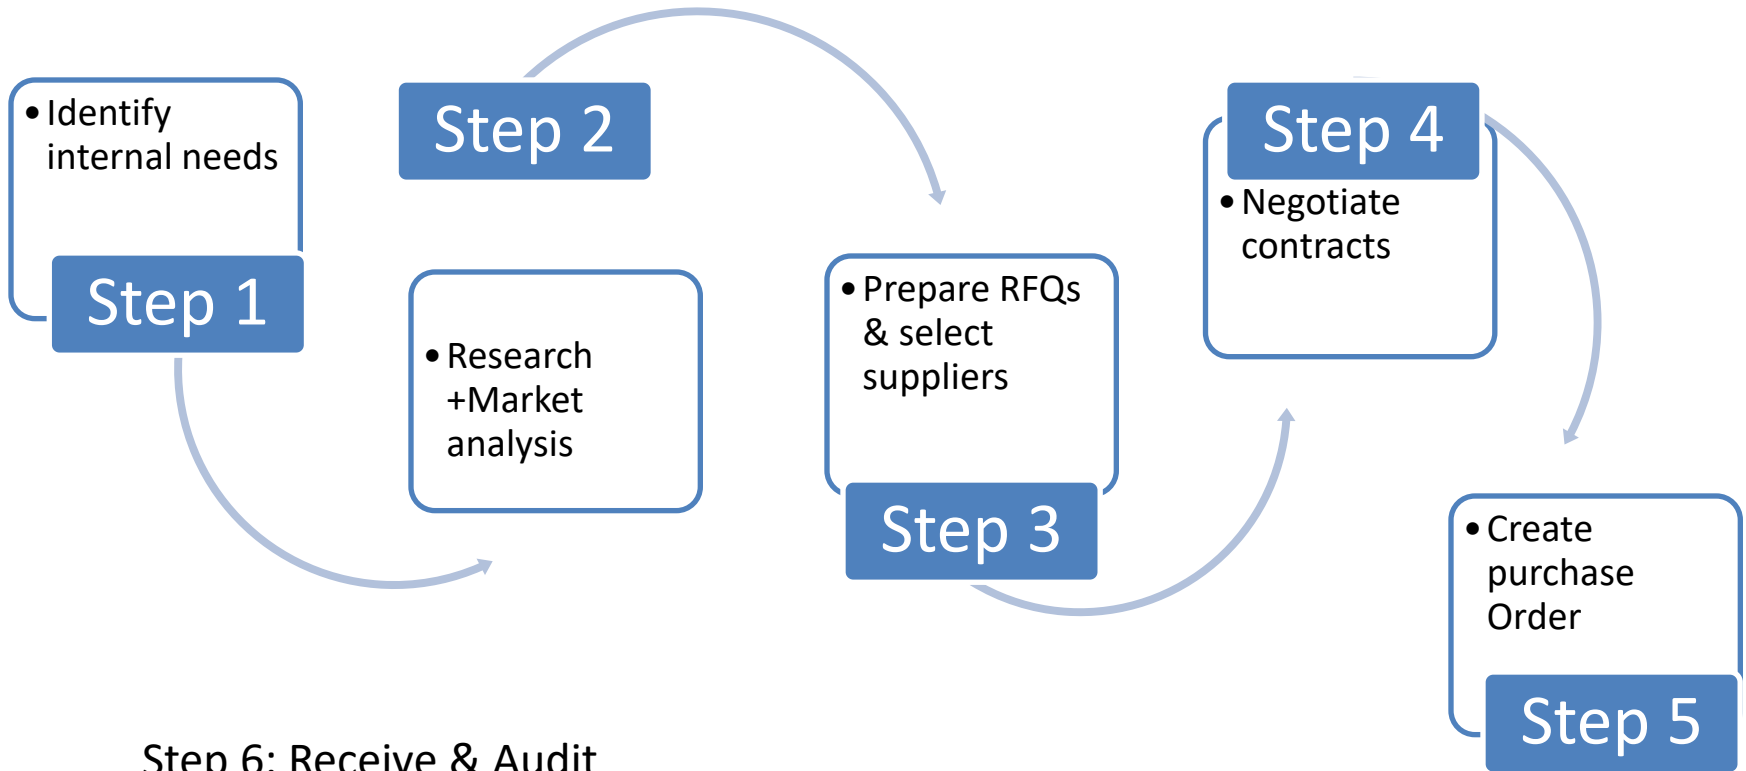 • Identify
internal needs
Step 1
Step 2
• Research
+Market
analysis
• Prepare RFQs
& select
suppliers
Step 3
Step 4
• Negotiate
contracts
• Create
purchase
Order
Step 5
Step 6: Receive & Audit